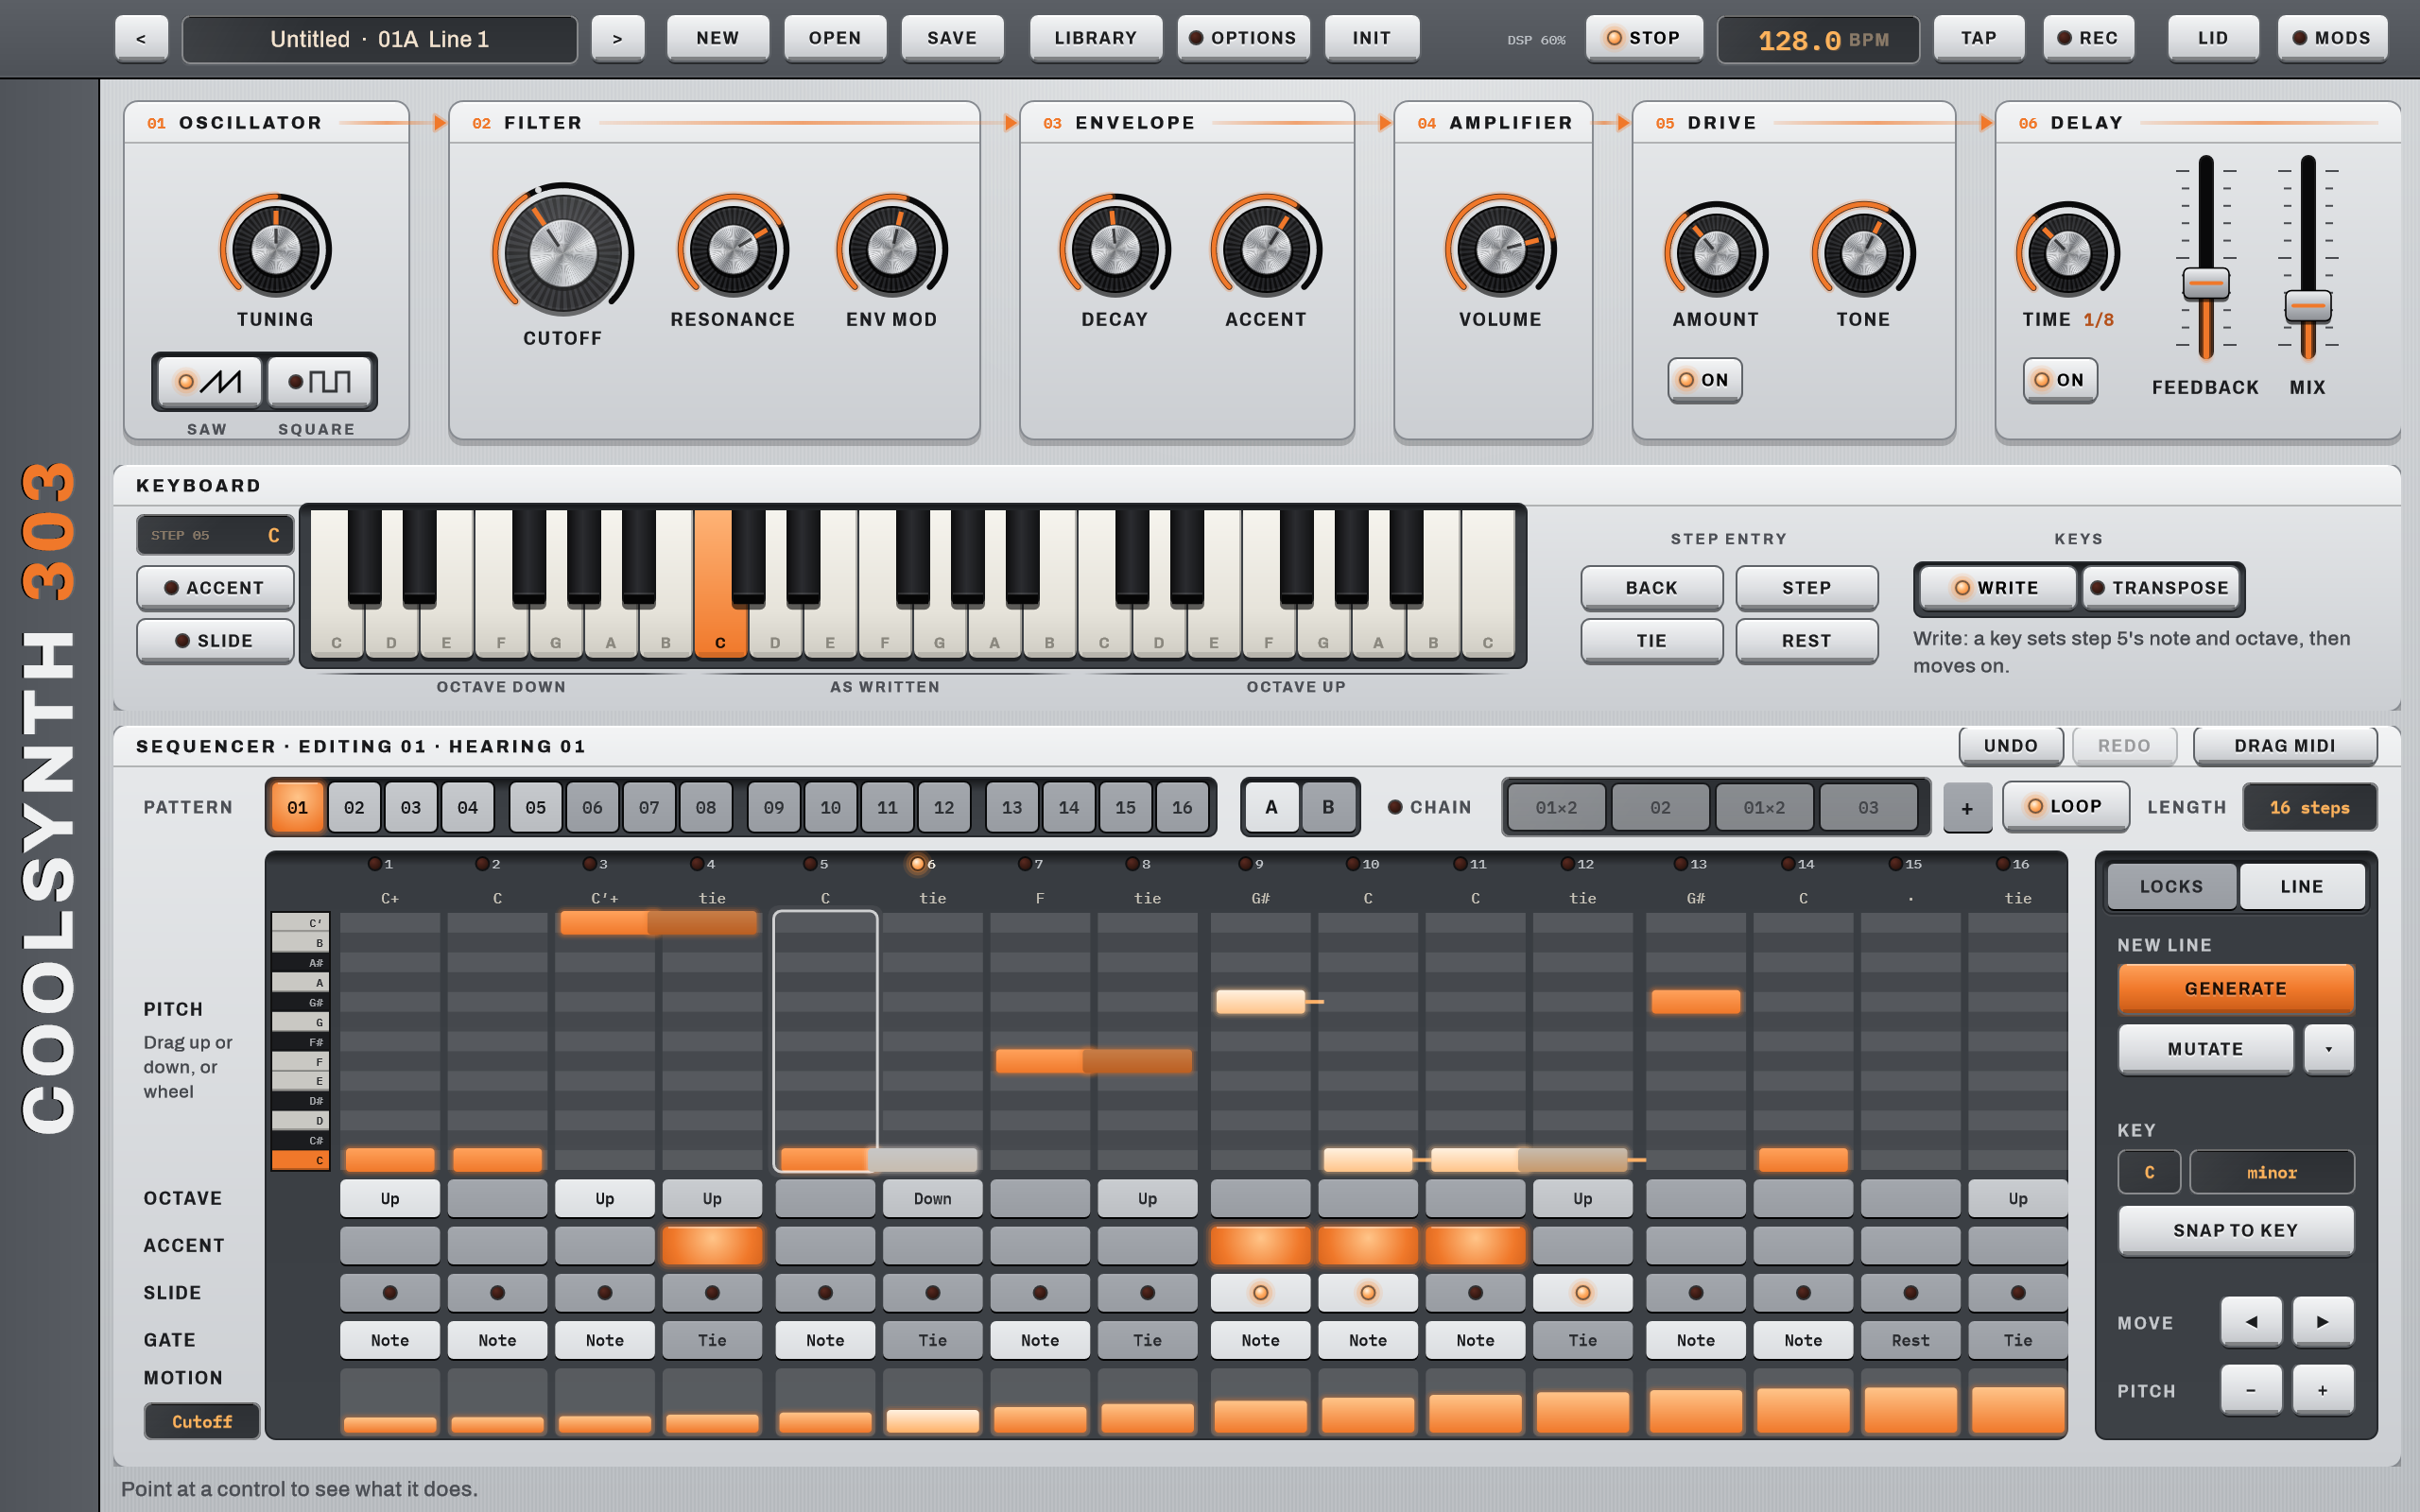 < Untitled · 01A Line 1 > NEW OPEN SAVE LIBRARY OPTIONS INIT DSP 60% STOP 128.0 BPM TAP REC LID MODS
COOLSYNTH 303
01 OSCILLATOR 02 FILTER 03 ENVELOPE 04 AMPLIFIER 05 DRIVE 06 DELAY
TUNING CUTOFF RESONANCE ENV MOD DECAY ACCENT VOLUME AMOUNT TONE TIME 1/8
ON ON FEEDBACK MIX
SAW SQUARE
KEYBOARD
STEP 05 C
ACCENT
SLIDE
C D E F G A B C D E F G A B C D E F G A B C
OCTAVE DOWN AS WRITTEN OCTAVE UP
STEP ENTRY KEYS
BACK STEP WRITE TRANSPOSE
TIE REST
Write: a key sets step 5's note and octave, then
moves on.
SEQUENCER · EDITING 01 · HEARING 01 UNDO REDO DRAG MIDI
PATTERN 01 02 03 04 05 06 07 08 09 10 11 12 13 14 15 16 A B CHAIN 01×2 02 01×2 03 + LOOP LENGTH 16 steps
1 2 3 4 5 6 7 8 9 10 11 12 13 14 15 16
C+ C C'+ tie C tie F tie G# C C tie G# C · tie
C'
B
A#
A
G#
G
F#
F
E
D#
D
C#
C
PITCH
Drag up or
down, or
wheel
OCTAVE Up Up Up Down Up Up Up
ACCENT
SLIDE
GATE Note Note Note Tie Note Tie Note Tie Note Note Note Tie Note Note Rest Tie
MOTION
Cutoff
LOCKS LINE
NEW LINE
GENERATE
MUTATE
KEY
C minor
SNAP TO KEY
MOVE
PITCH − +
Point at a control to see what it does.